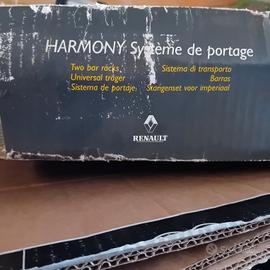 HARMONY Système de portage
Two bar racks
Universal träger
Sistema de portaje
Sistema di transporto
Barras
Stangenset voor imperiaal
RENAULT